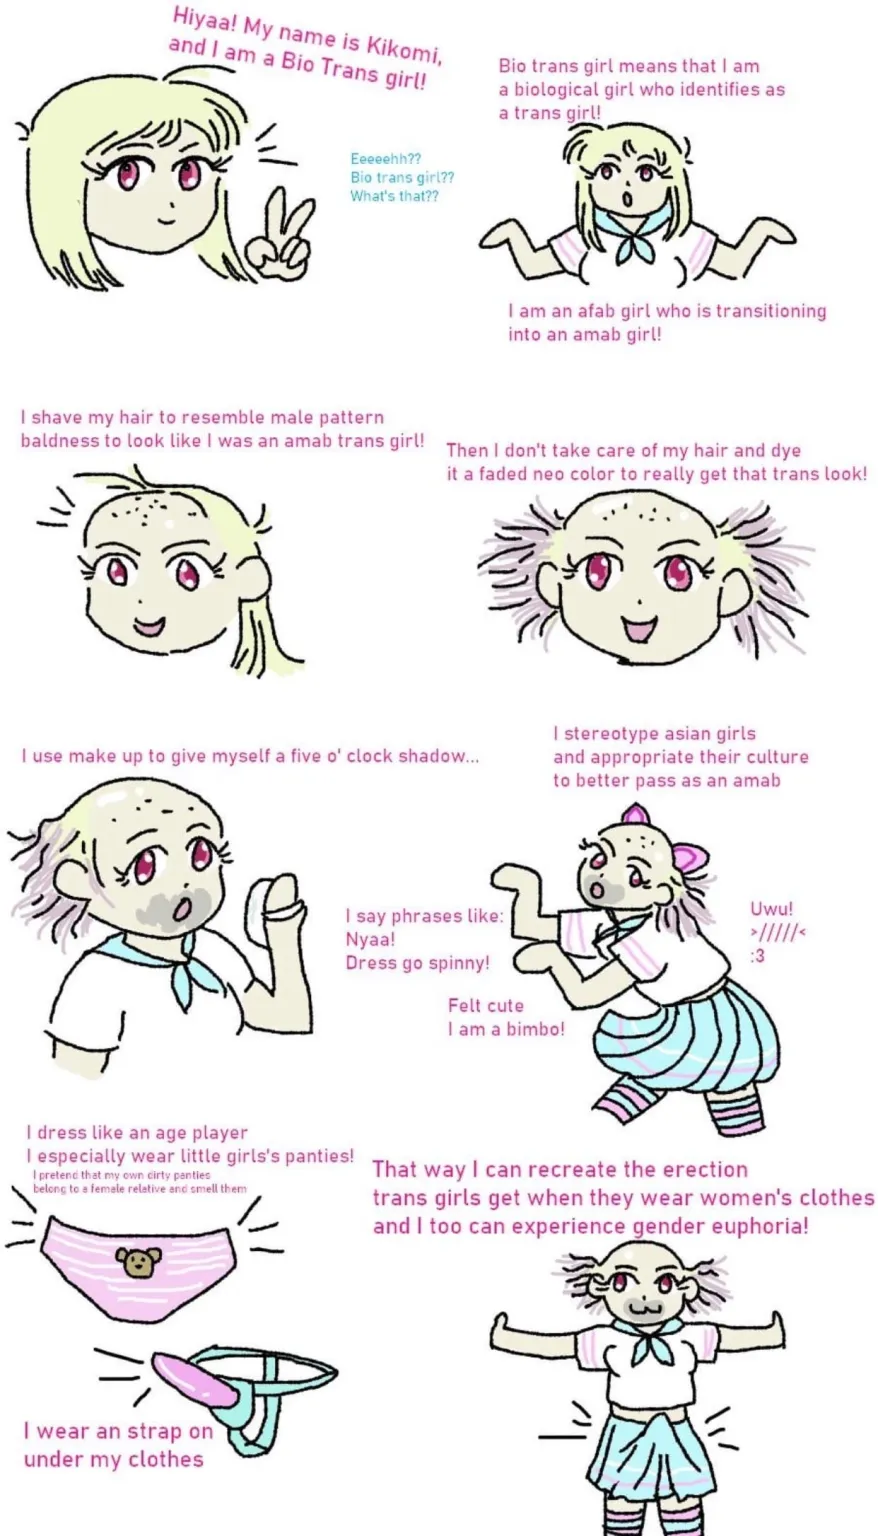 Hiyaa! My name is Kikomi,
and I am a Bio Trans girl!
Eeeeehh??
Bio trans girl??
What's that??
Bio trans girl means that I am
a biological girl who identifies as
a trans girl!
I am an afab girl who is transitioning
into an amab girl!
I shave my hair to resemble male pattern
baldness to look like I was an amab trans girl!
Then I don't take care of my hair and dye
it a faded neo color to really get that trans look!
I use make up to give myself a five o' clock shadow...
I stereotype asian girls
and appropriate their culture
to better pass as an amab
I say phrases like:
Nyaa!
Dress go spinny!
Felt cute
I am a bimbo!
Uwu!
>/////<
:3
I dress like an age player
I especially wear little girls's panties!
I pretend that my own dirty panties
belong to a female relative and smell them
That way I can recreate the erection
trans girls get when they wear women's clothes
and I too can experience gender euphoria!
I wear an strap on
under my clothes